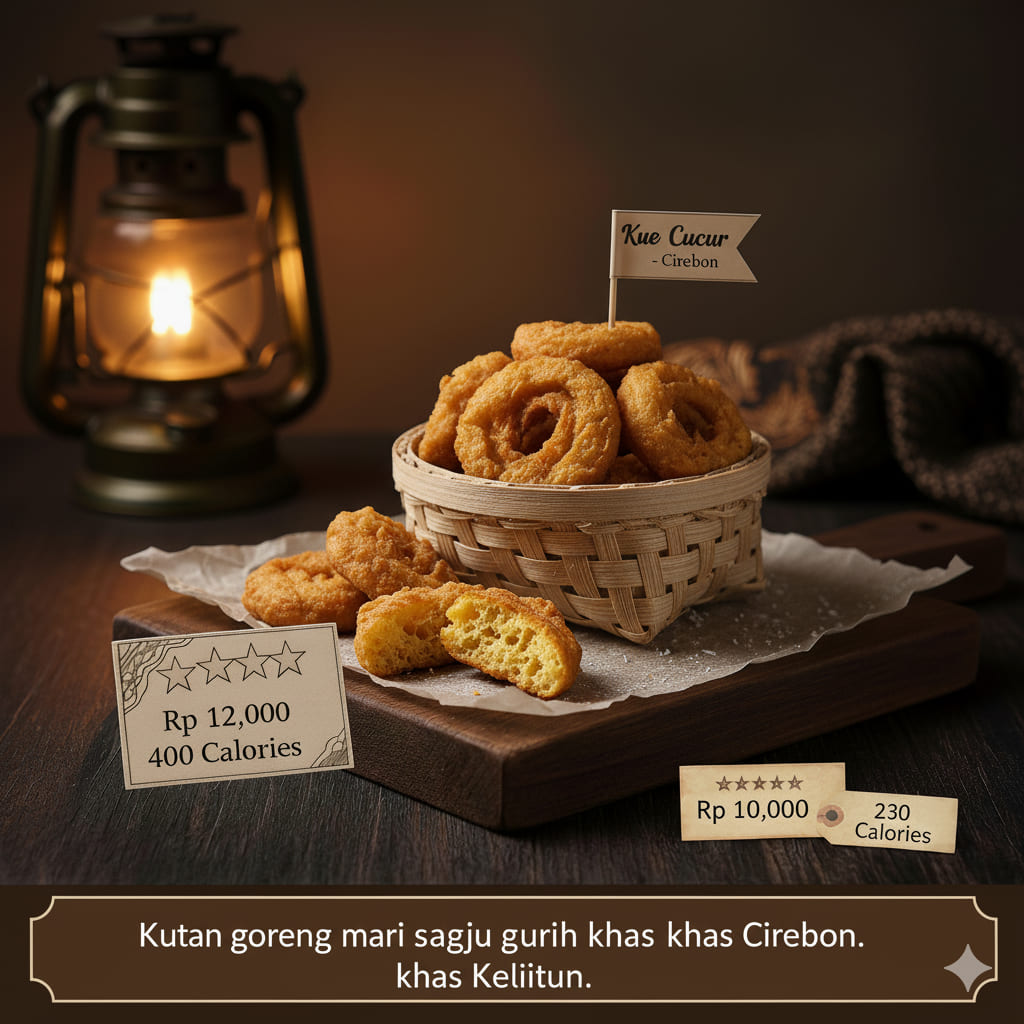 Kue Cucur
- Cirebon
Rp 12,000
400 Calories
Rp 10,000
230
Calories
Kutan goreng mari sagju gurih khas khas Cirebon.
khas Keliitun.